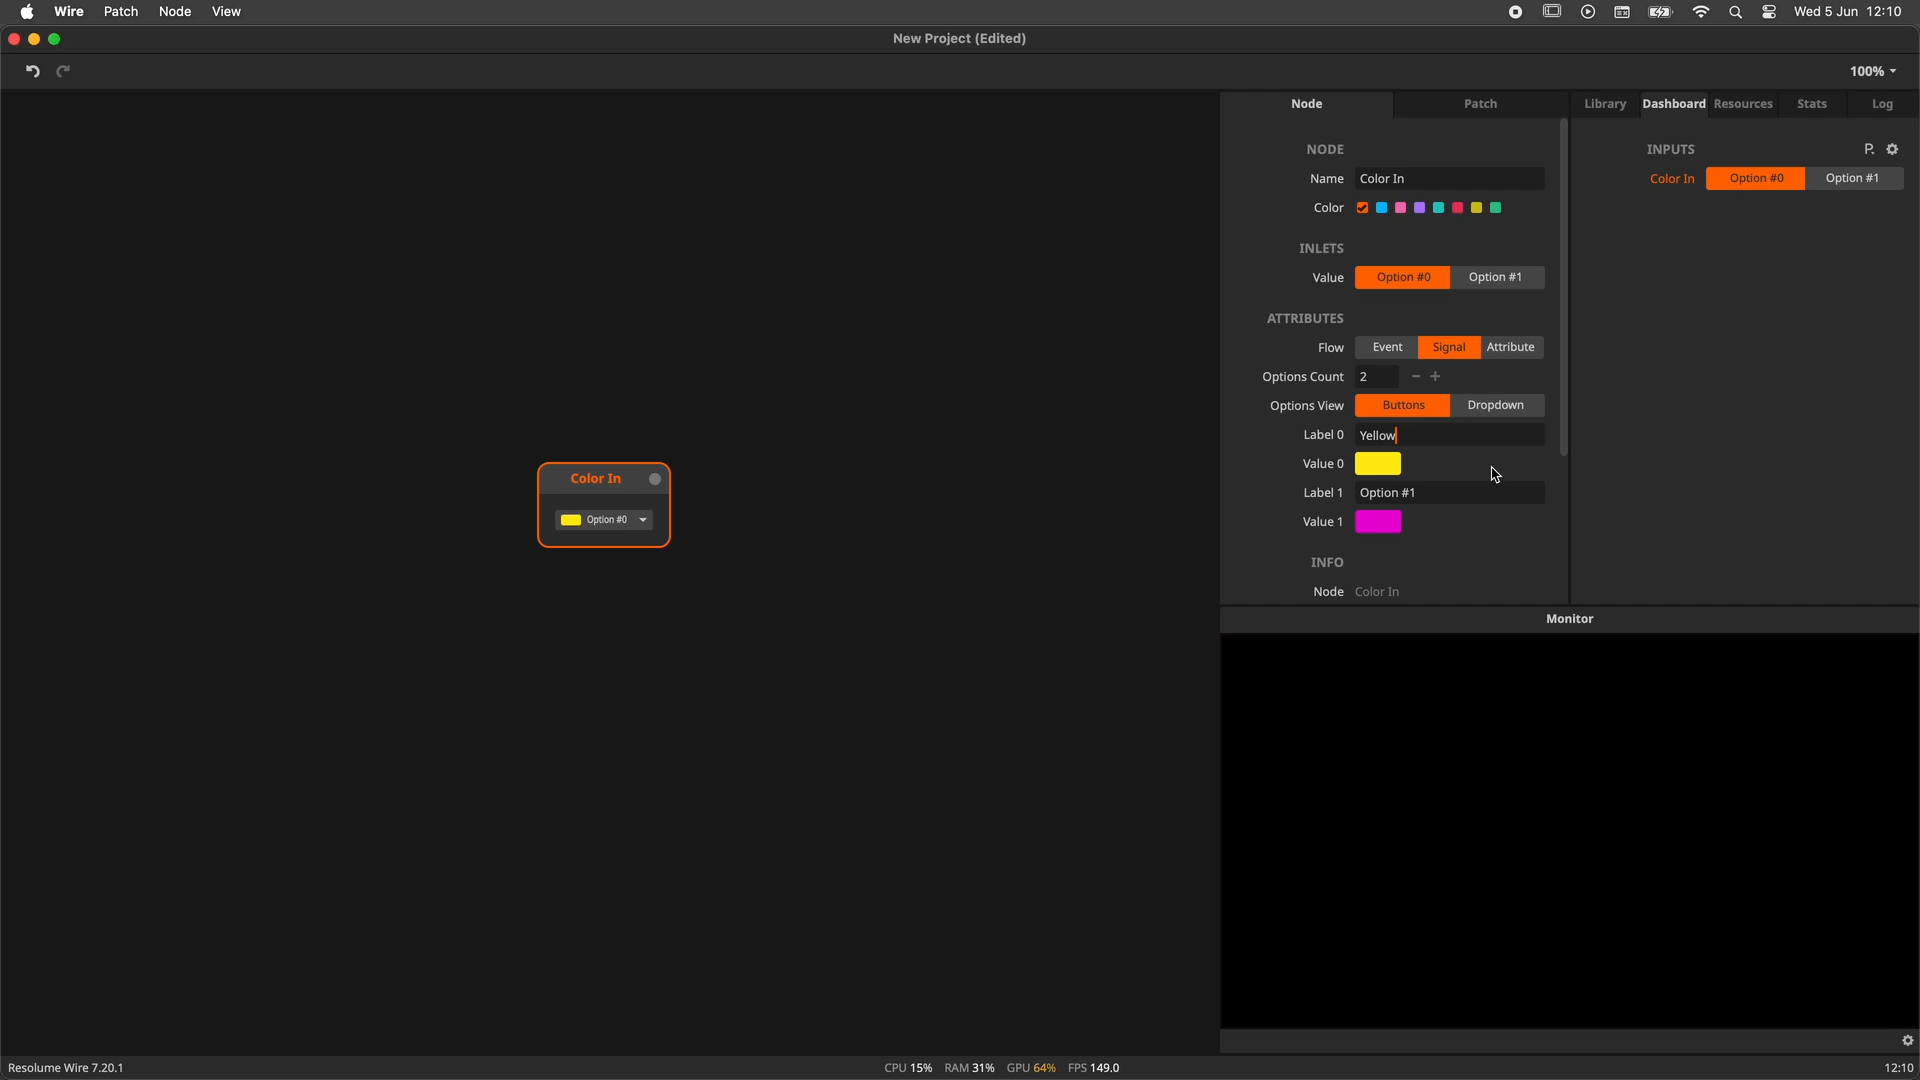 Wire Patch Node View Wed 5 Jun 12:10
New Project (Edited)
100%
Node Patch Library Dashboard Resources Stats Log
NODE
Name Color In
Color
INLETS
Value Option #0 Option #1
ATTRIBUTES
Flow Event Signal Attribute
Options Count 2 − +
Options View Buttons Dropdown
Label 0 Yellow
Value 0
Label 1 Option #1
Value 1
INFO
Node Color In
INPUTS P.
Color In Option #0 Option #1
Color In
Option #0
Monitor
Resolume Wire 7.20.1 CPU 15% RAM 31% GPU 64% FPS 149.0 12:10